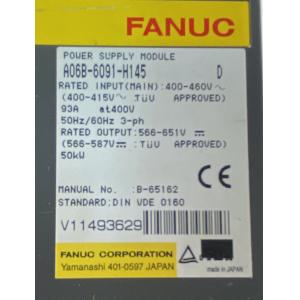 FANUC
POWER SUPPLY MODULE
A06B-6091-H145 D
RATED INPUT(MAIN):400-460V~
(400-415V~ TÜV APPROVED)
93A at400V
50Hz/60Hz 3-ph
RATED OUTPUT:566-651V⎓
(566-587V⎓ TÜV APPROVED)
50kW
MANUAL No. :B-65162
STANDARD:DIN VDE 0160
CE
V11493629
FANUC CORPORATION
Yamanashi 401-0597 JAPAN
made in JAPAN